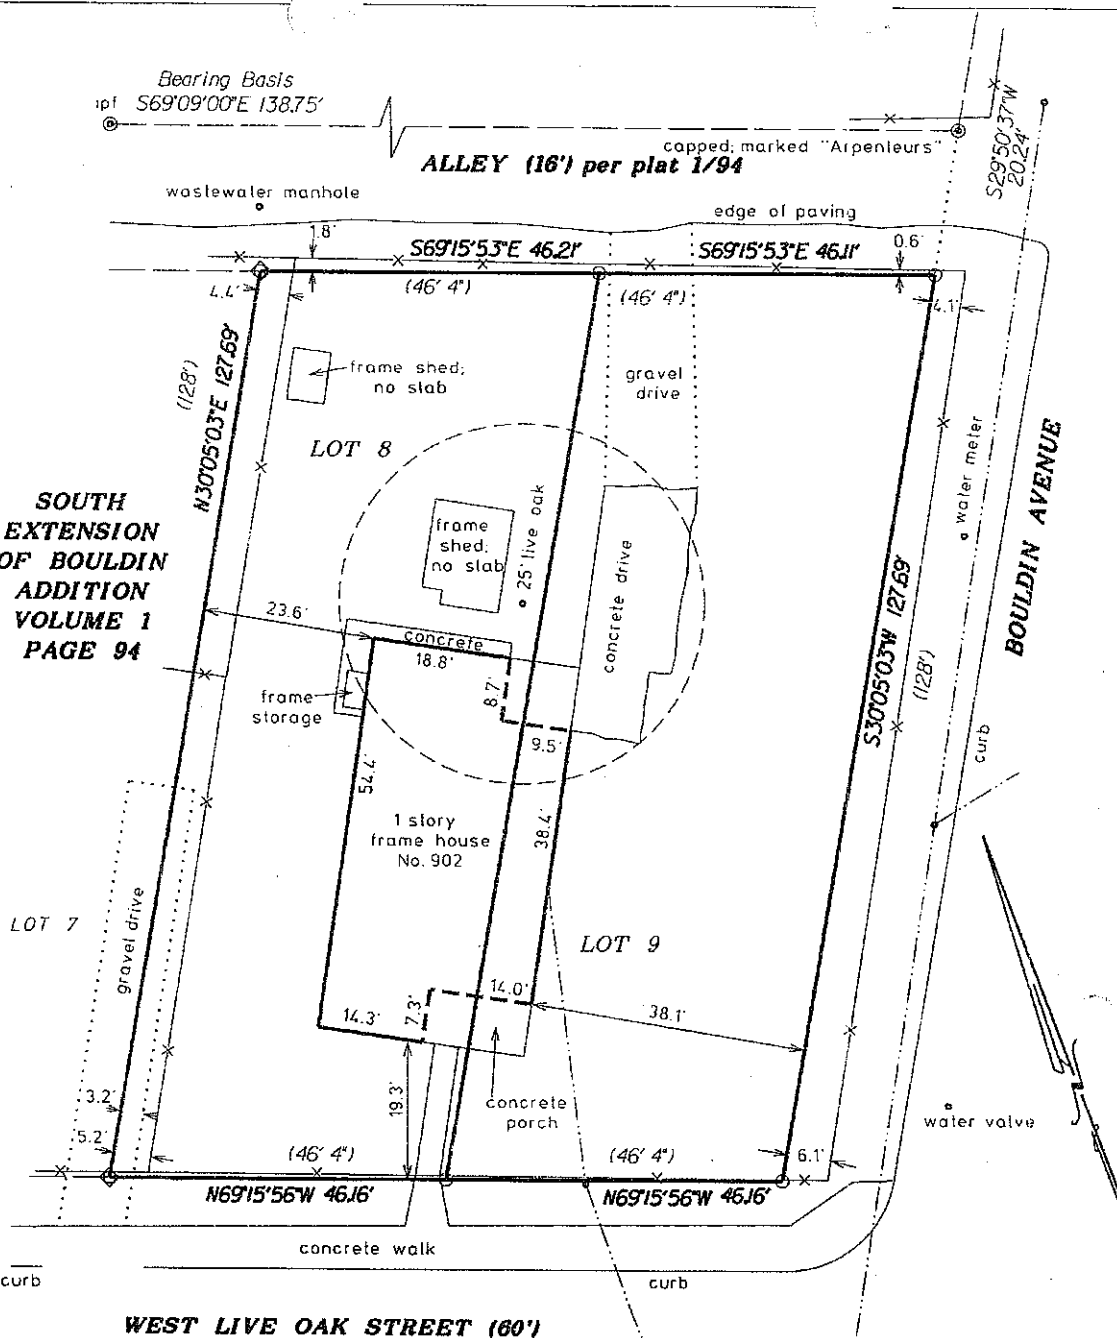 Bearing Basis
ipf S69°09'00"E 138.75'
capped; marked "Arpenteurs"
S29°50'37"W
20.24'
ALLEY (16') per plat 1/94
wastewater manhole
edge of paving
1.8'
S69°15'53"E 46.21'
S69°15'53"E 46.11'
0.6'
4.4'
(46' 4")
(46' 4")
4.1'
N30°05'03"E 127.69'
(128')
frame shed;
no slab
gravel
drive
LOT 8
water meter
BOULDIN AVENUE
SOUTH
EXTENSION
OF BOULDIN
ADDITION
VOLUME 1
PAGE 94
frame
shed;
no slab
25" live oak
concrete drive
S30°05'03"W 127.69'
(128')
23.6'
concrete
18.8'
8.7'
frame
storage
9.5'
curb
54.4'
38.4'
1 story
frame house
No. 902
LOT 7
gravel drive
LOT 9
14.0'
7.3'
14.3'
38.1'
19.3'
3.2'
5.2'
concrete
porch
water valve
(46' 4")
(46' 4")
6.1'
N69°15'56"W 46.16'
N69°15'56"W 46.16'
concrete walk
curb
curb
WEST LIVE OAK STREET (60')